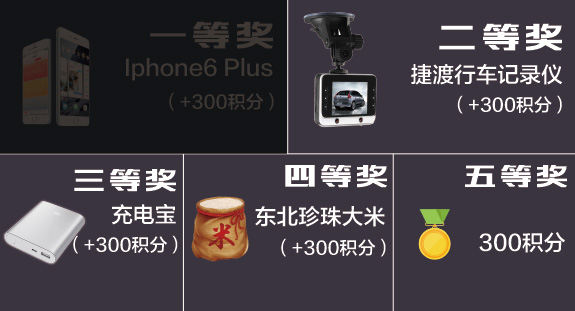 一等奖
Iphone6 Plus
（+300积分）
二等奖
捷渡行车记录仪
（+300积分）
三等奖
充电宝
（+300积分）
四等奖
东北珍珠大米
（+300积分）
米
五等奖
300积分